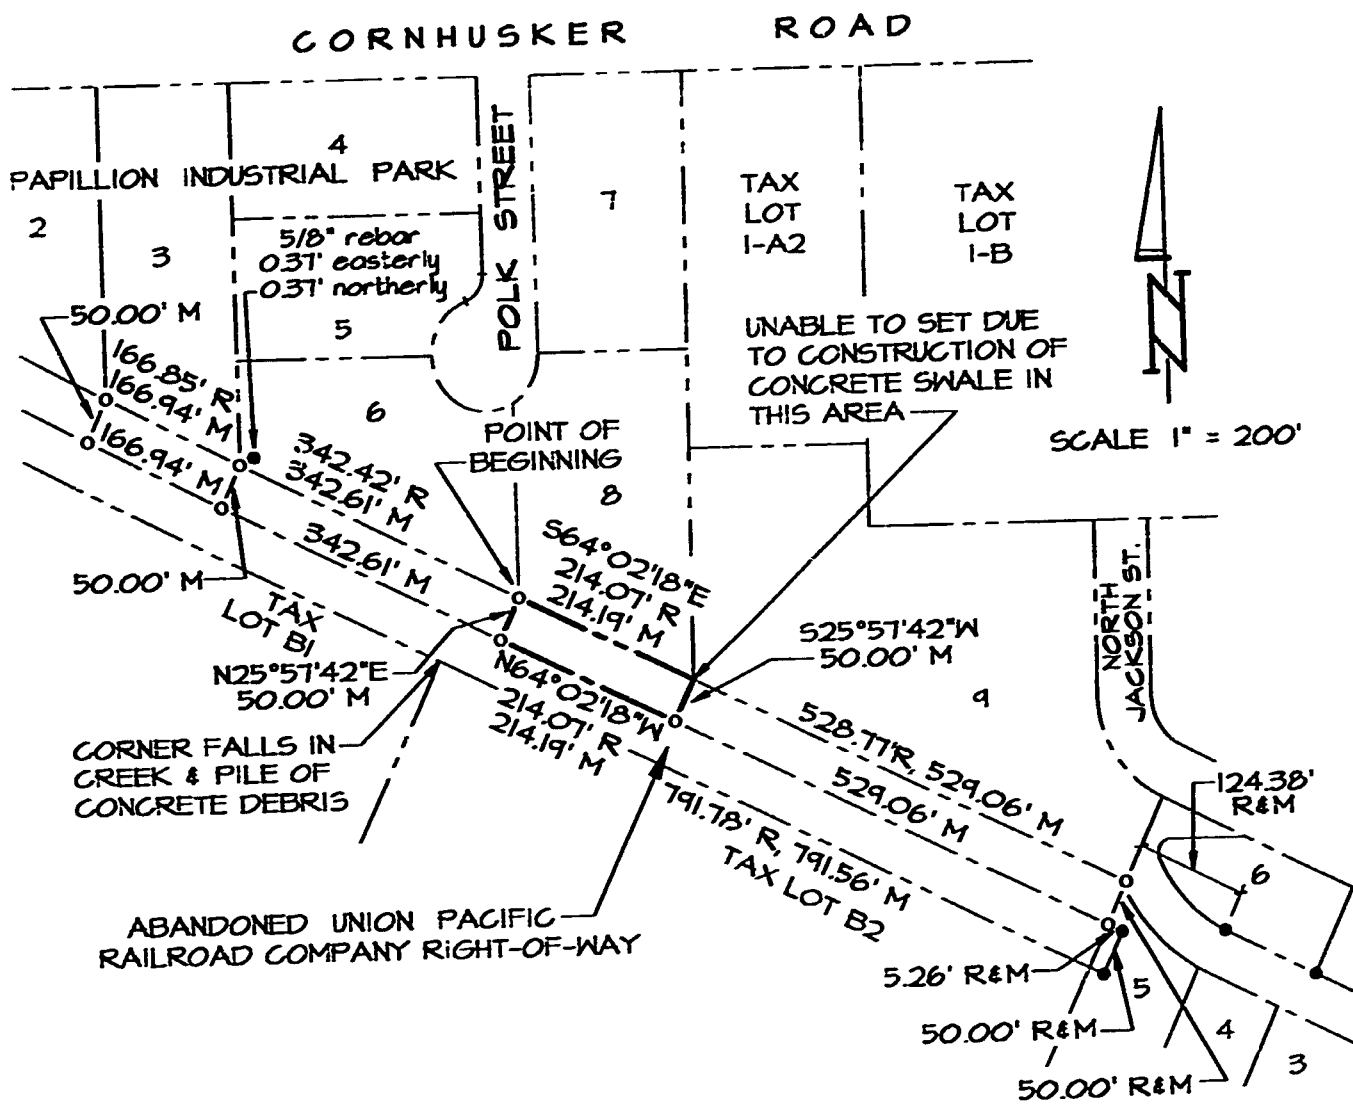 CORNHUSKER ROAD
4
PAPILLION INDUSTRIAL PARK
POLK STREET
2
3
7
TAX
LOT
1-A2
TAX
LOT
1-B
5/8" rebar
0.37' easterly
0.37' northerly
50.00' M
5
UNABLE TO SET DUE
TO CONSTRUCTION OF
CONCRETE SWALE IN
THIS AREA
SCALE 1" = 200'
166.85' R
166.94' M
166.94' M
6
POINT OF
BEGINNING
342.42' R
342.61' M
342.61' M
8
50.00' M
TAX
LOT B1
S64°02'18"E
214.07' R
214.19' M
N25°57'42"E
50.00' M
S25°57'42"W
50.00' M
N64°02'18"W
214.07' R
214.19' M
NORTH
JACKSON ST.
9
CORNER FALLS IN
CREEK & PILE OF
CONCRETE DEBRIS
528.77'R, 529.06' M
529.06' M
791.78' R, 791.56' M
TAX LOT B2
124.38'
R&M
6
ABANDONED UNION PACIFIC
RAILROAD COMPANY RIGHT-OF-WAY
5.26' R&M
5
50.00' R&M
4
3
50.00' R&M
N